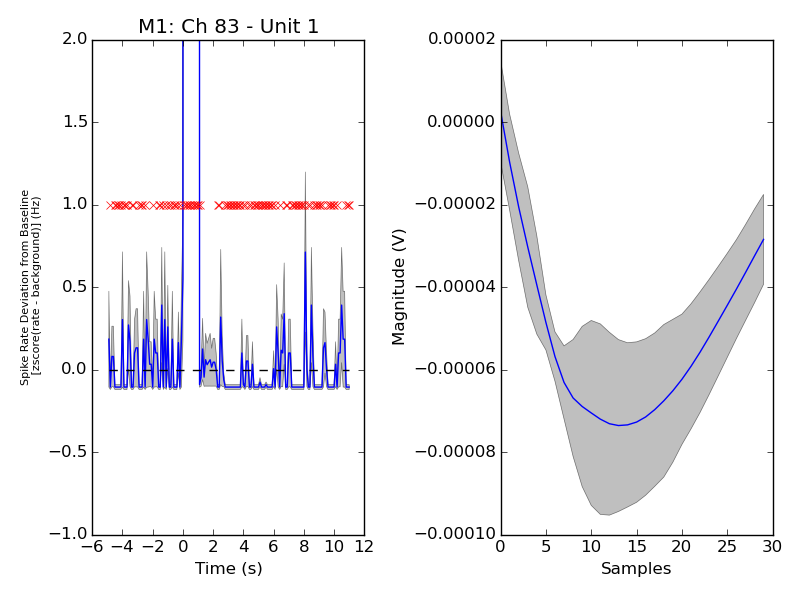 M1: Ch 83 - Unit 1
2.0
1.5
1.0
0.5
0.0
−0.5
−1.0
−6 −4 −2 0 2 4 6 8 10 12
Time (s)
Spike Rate Deviation from Baseline
[zscore(rate - background)] (Hz)
0.00002
0.00000
−0.00002
−0.00004
−0.00006
−0.00008
−0.00010
0 5 10 15 20 25 30
Samples
Magnitude (V)